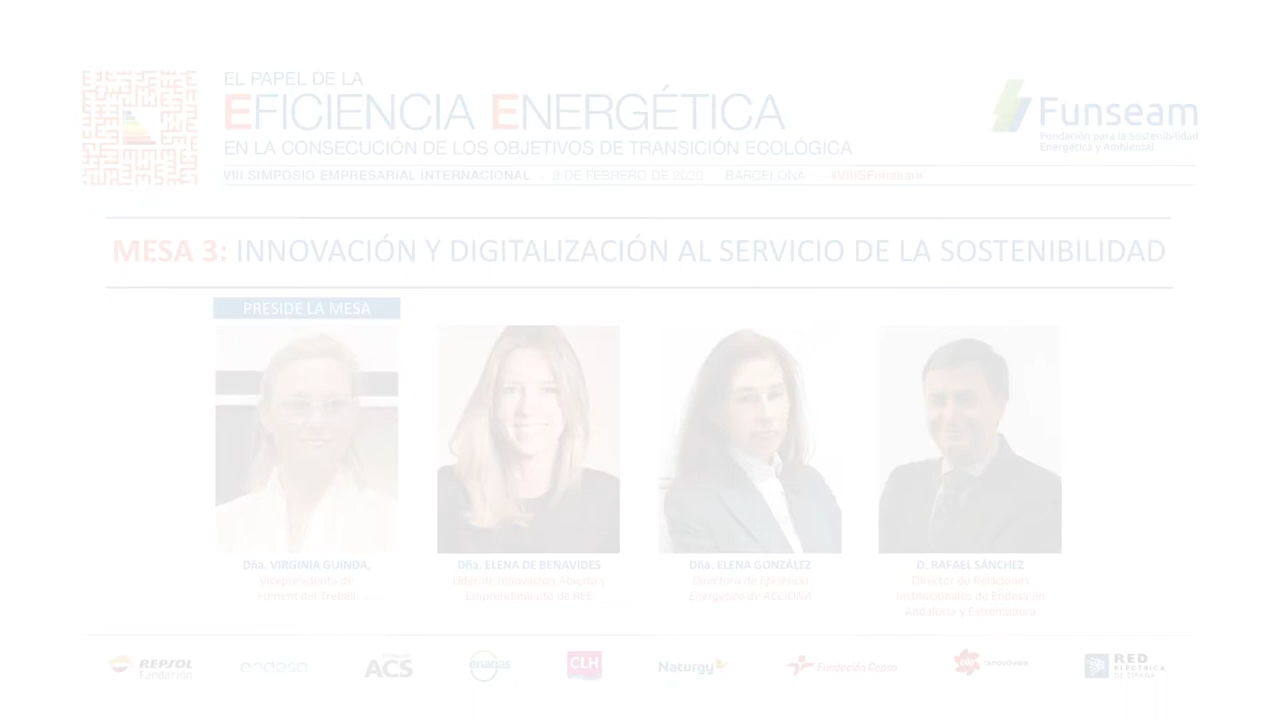 EL PAPEL DE LA
EFICIENCIA ENERGÉTICA
EN LA CONSECUCIÓN DE LOS OBJETIVOS DE TRANSICIÓN ECOLÓGICA
VIII SIMPOSIO EMPRESARIAL INTERNACIONAL DE FEBRERO DE 2020 BARCELONA #VIIISFunseam
Funseam
Fundación para la Sostenibilidad
Energética y Ambiental
MESA 3: INNOVACIÓN Y DIGITALIZACIÓN AL SERVICIO DE LA SOSTENIBILIDAD
PRESIDE LA MESA
Dña. VIRGINIA GUINDA,
Vicepresidenta de
Foment del Treball
Dña. ELENA DE BENAVIDES
Líder de Innovación Abierta y
Emprendimiento de REE
Dña. ELENA GONZÁLEZ
Directora de Eficiencia
Energética de ACCIONA
D. RAFAEL SÁNCHEZ
Director de Relaciones
Institucionales de Endesa en
Andalucía y Extremadura
REPSOL
Fundación
endesa
ACS
enagas
CLH
Naturgy
Fundación Cepsa
edp renováveis
RED
ELÉCTRICA
DE ESPAÑA